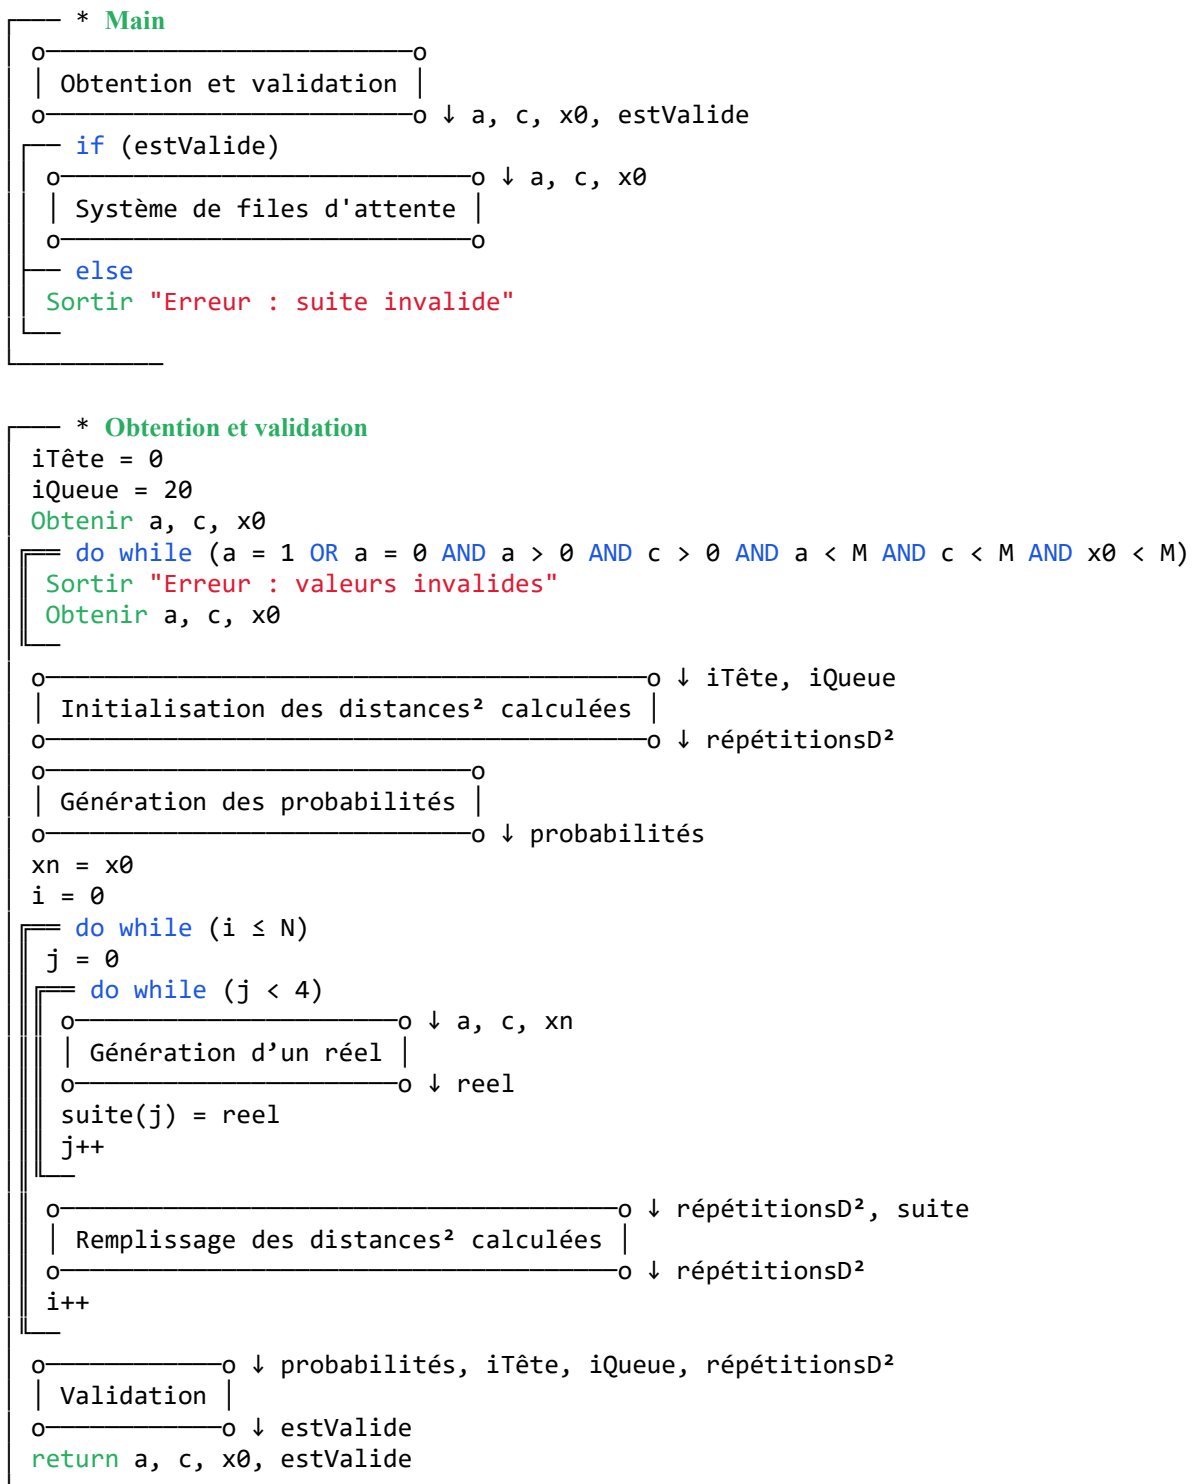 * Main
Obtention et validation
↓ a, c, x0, estValide
if (estValide)
↓ a, c, x0
Système de files d'attente
else
Sortir "Erreur : suite invalide"
* Obtention et validation
iTête = 0
iQueue = 20
Obtenir a, c, x0
do while (a = 1 OR a = 0 AND a > 0 AND c > 0 AND a < M AND c < M AND x0 < M)
Sortir "Erreur : valeurs invalides"
Obtenir a, c, x0
↓ iTête, iQueue
Initialisation des distances² calculées
↓ répétitionsD²
Génération des probabilités
↓ probabilités
xn = x0
i = 0
do while (i ≤ N)
j = 0
do while (j < 4)
↓ a, c, xn
Génération d’un réel
↓ reel
suite(j) = reel
j++
↓ répétitionsD², suite
Remplissage des distances² calculées
↓ répétitionsD²
i++
↓ probabilités, iTête, iQueue, répétitionsD²
Validation
↓ estValide
return a, c, x0, estValide